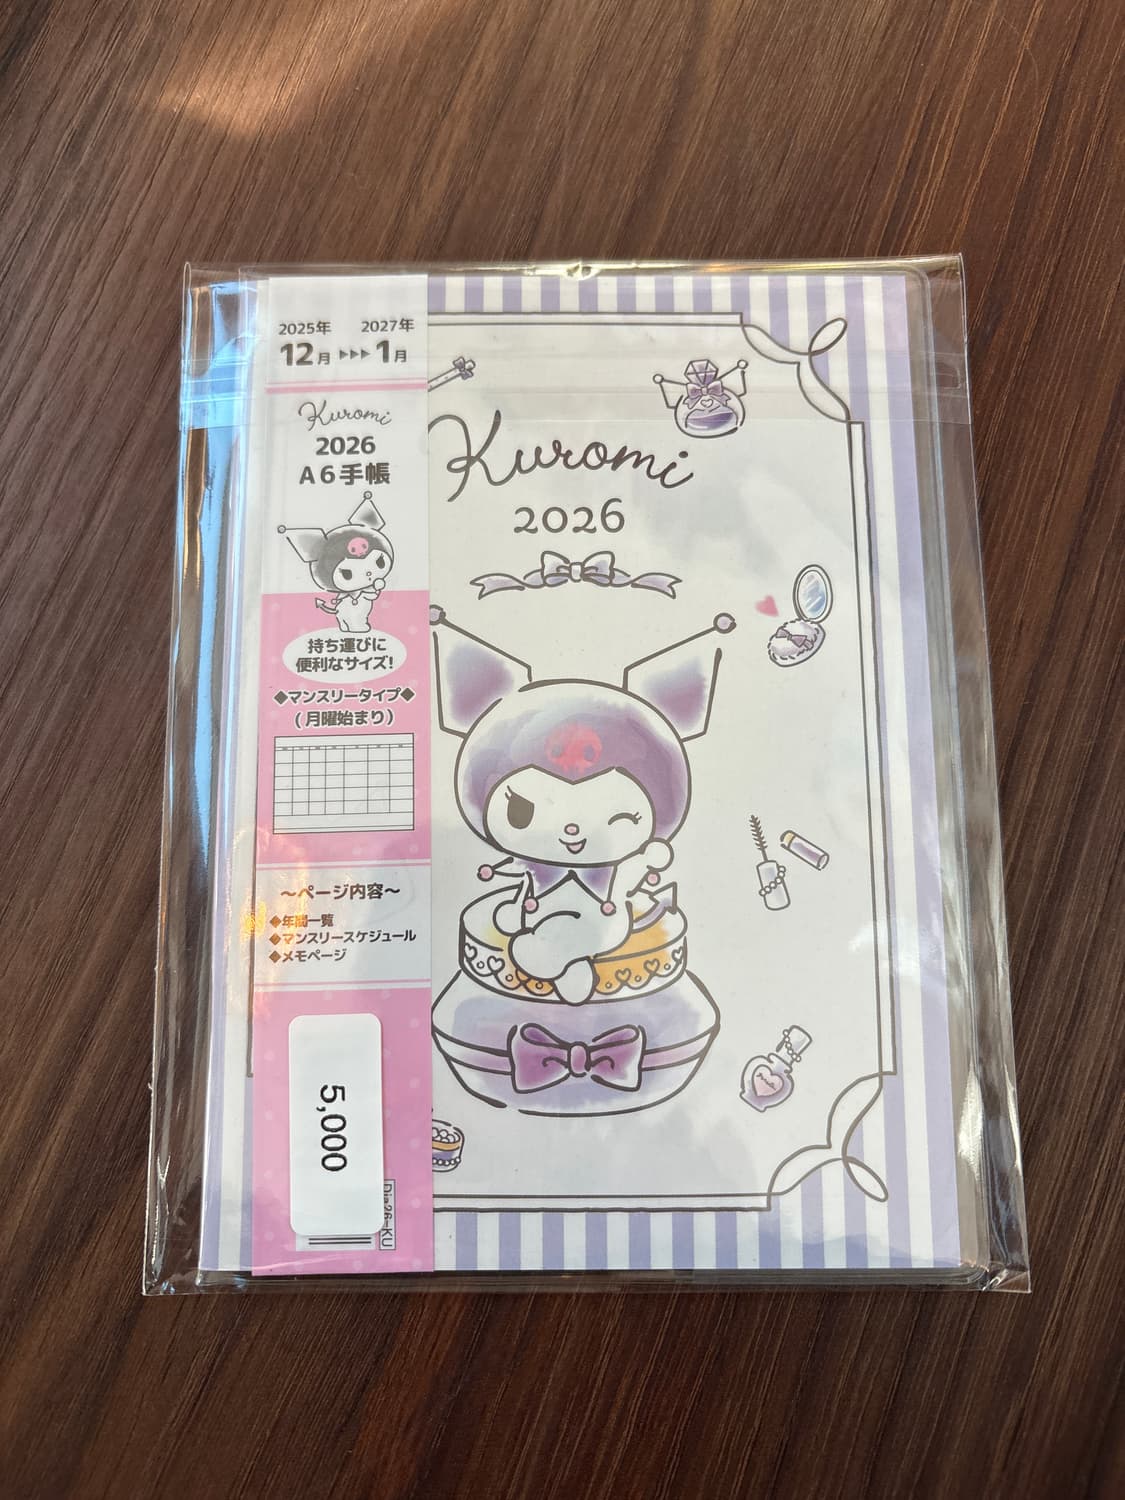 2025年 2027年
12月 ▶▶▶ 1月
Kuromi
2026
A6手帳
持ち運びに
便利なサイズ!
◆マンスリータイプ◆
(月曜始まり)
～ページ内容～
◆年間一覧
◆マンスリースケジュール
◆メモページ
5,000
Dia26-KU
Kuromi
2026